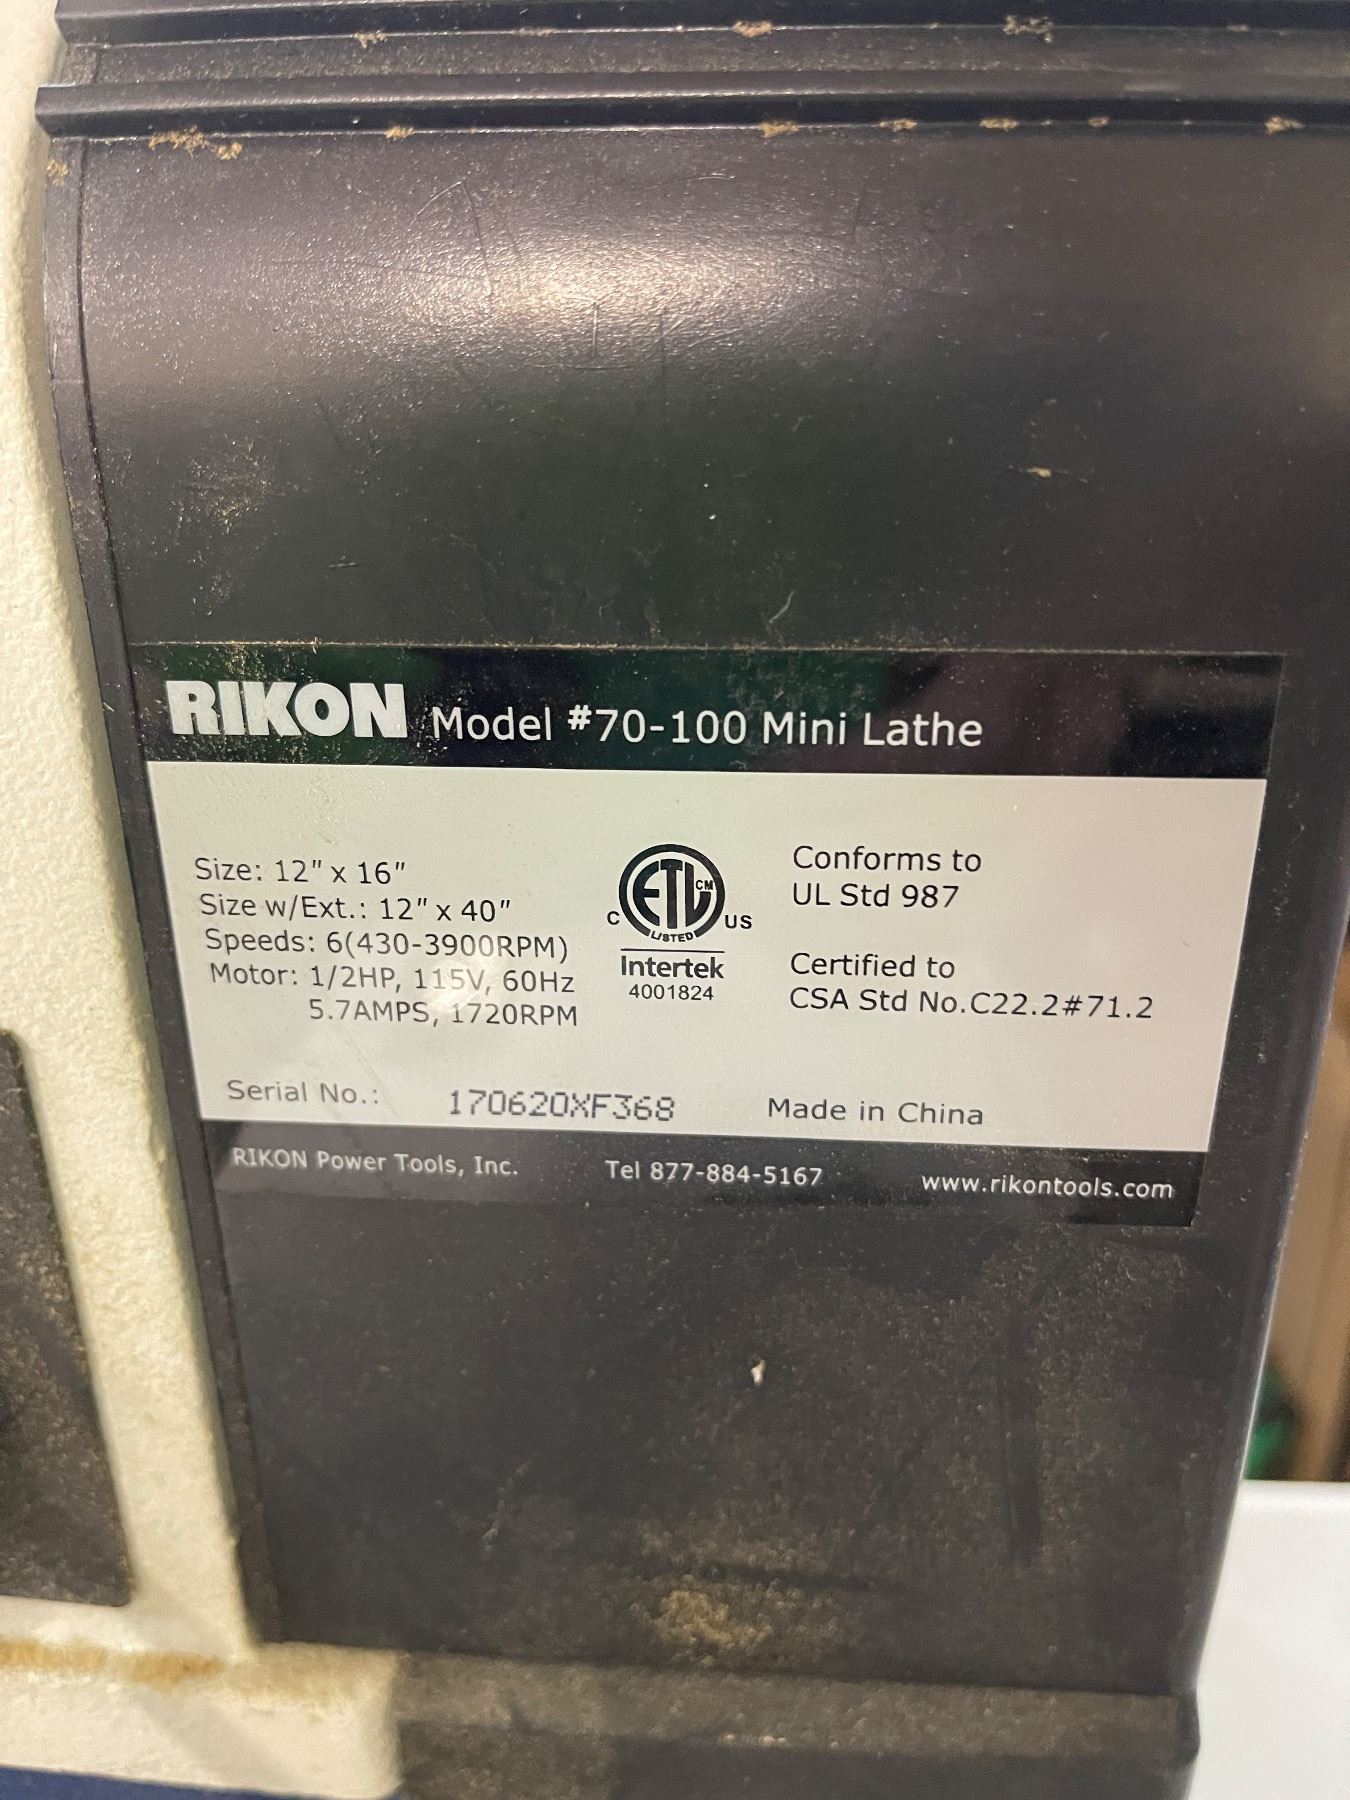 RIKON Model #70-100 Mini Lathe
Size: 12" x 16"
Size w/Ext.: 12" x 40"
Speeds: 6(430-3900RPM)
Motor: 1/2HP, 115V, 60Hz
5.7AMPS, 1720RPM
ETL CM
C US
LISTED
Intertek
4001824
Conforms to
UL Std 987
Certified to
CSA Std No.C22.2#71.2
Serial No.: 170620XF368 Made in China
RIKON Power Tools, Inc. Tel 877-884-5167 www.rikontools.com